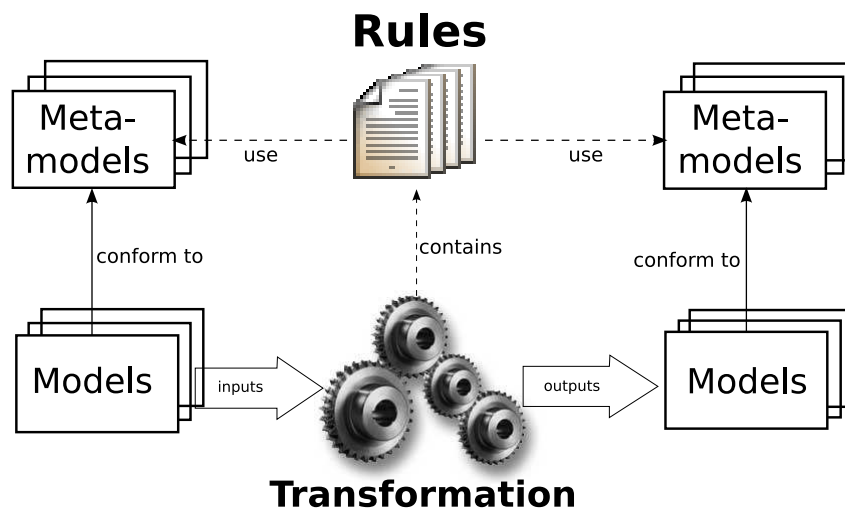 Rules
Meta-
models
Meta-
models
use
use
conform to
contains
conform to
Models
inputs
outputs
Models
Transformation